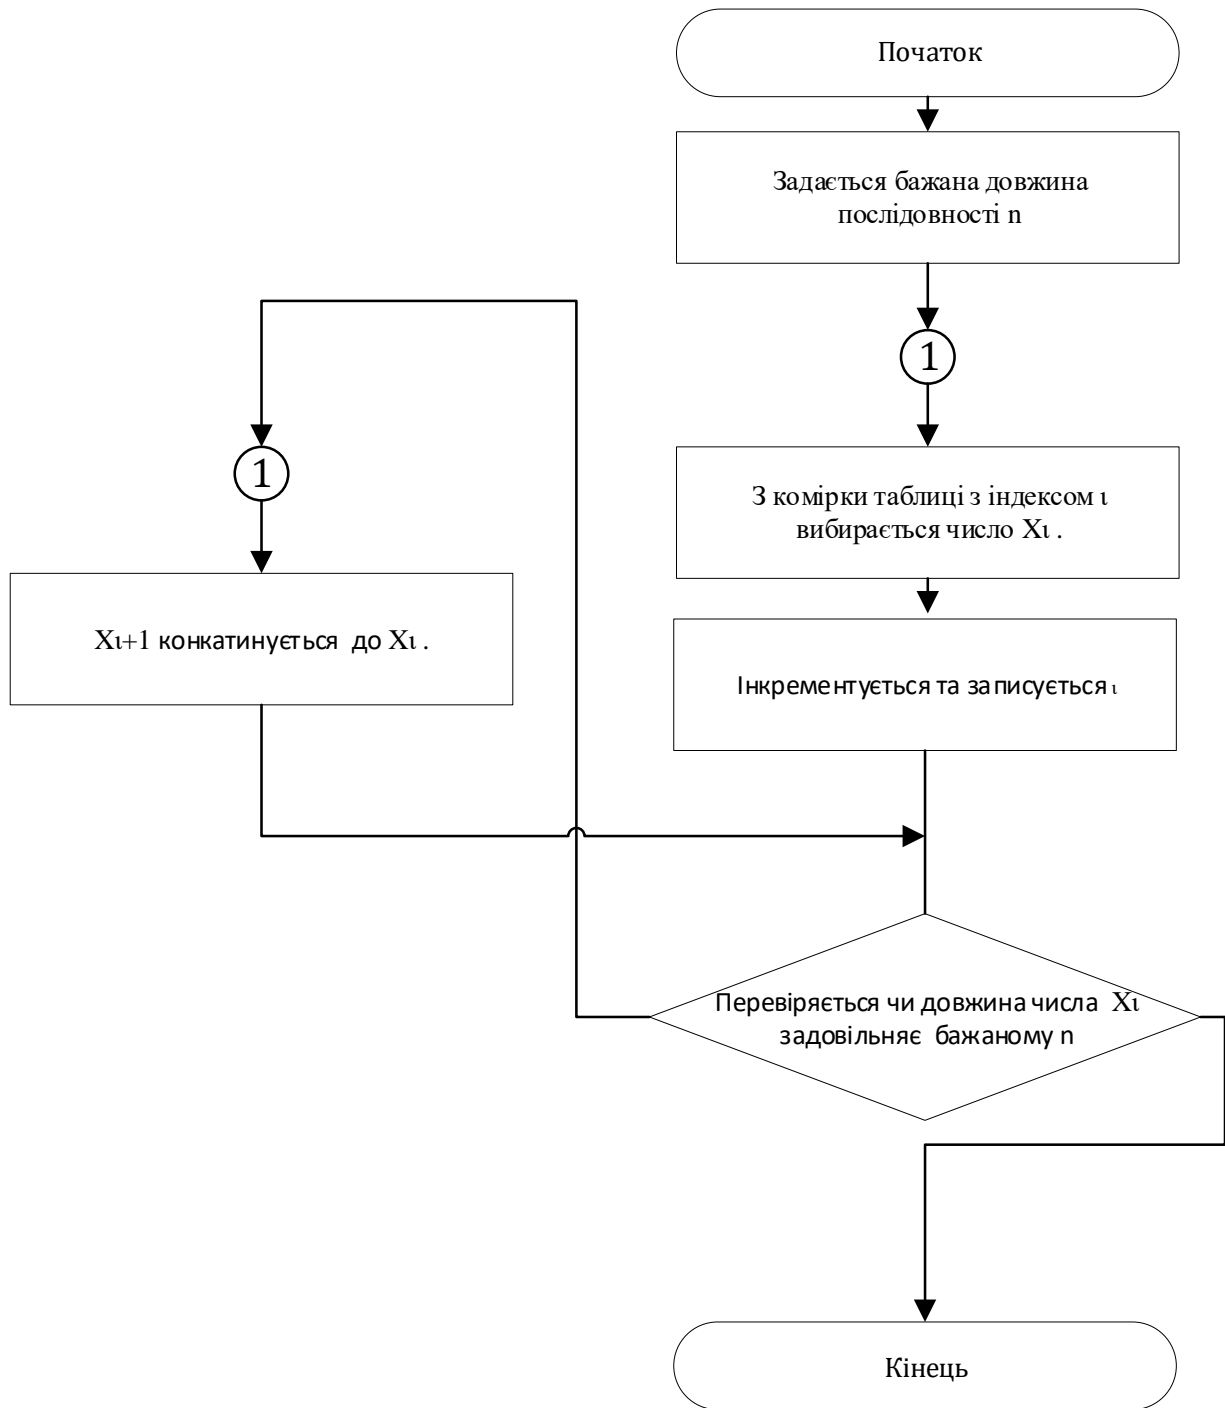 Початок
Задається бажана довжина
послідовності n
1
З комірки таблиці з індексом ι
вибирається число Xι .
1
Xι+1 конкатинується до Xι .
Інкрементується та записується ι
Перевіряється чи довжина числа Xι
задовільняє бажаному n
Кінець